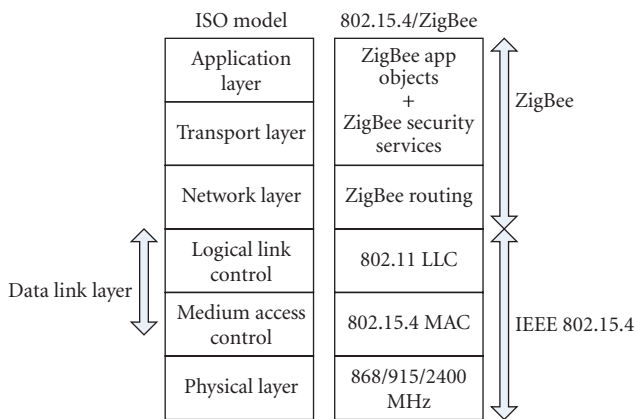 ISO model
802.15.4/ZigBee
Application
layer
ZigBee app
objects
+
ZigBee security
services
ZigBee
Transport layer
Network layer
ZigBee routing
Data link layer
Logical link
control
802.11 LLC
IEEE 802.15.4
Medium access
control
802.15.4 MAC
Physical layer
868/915/2400
MHz